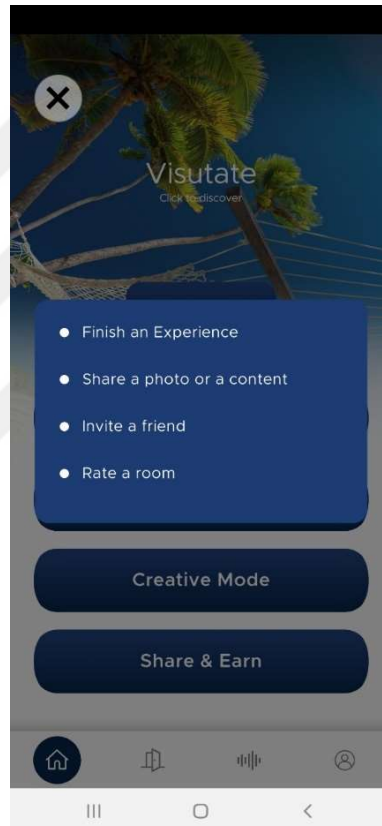 Visutate
Click to discover
Finish an Experience
Share a photo or a content
Invite a friend
Rate a room
Creative Mode
Share & Earn